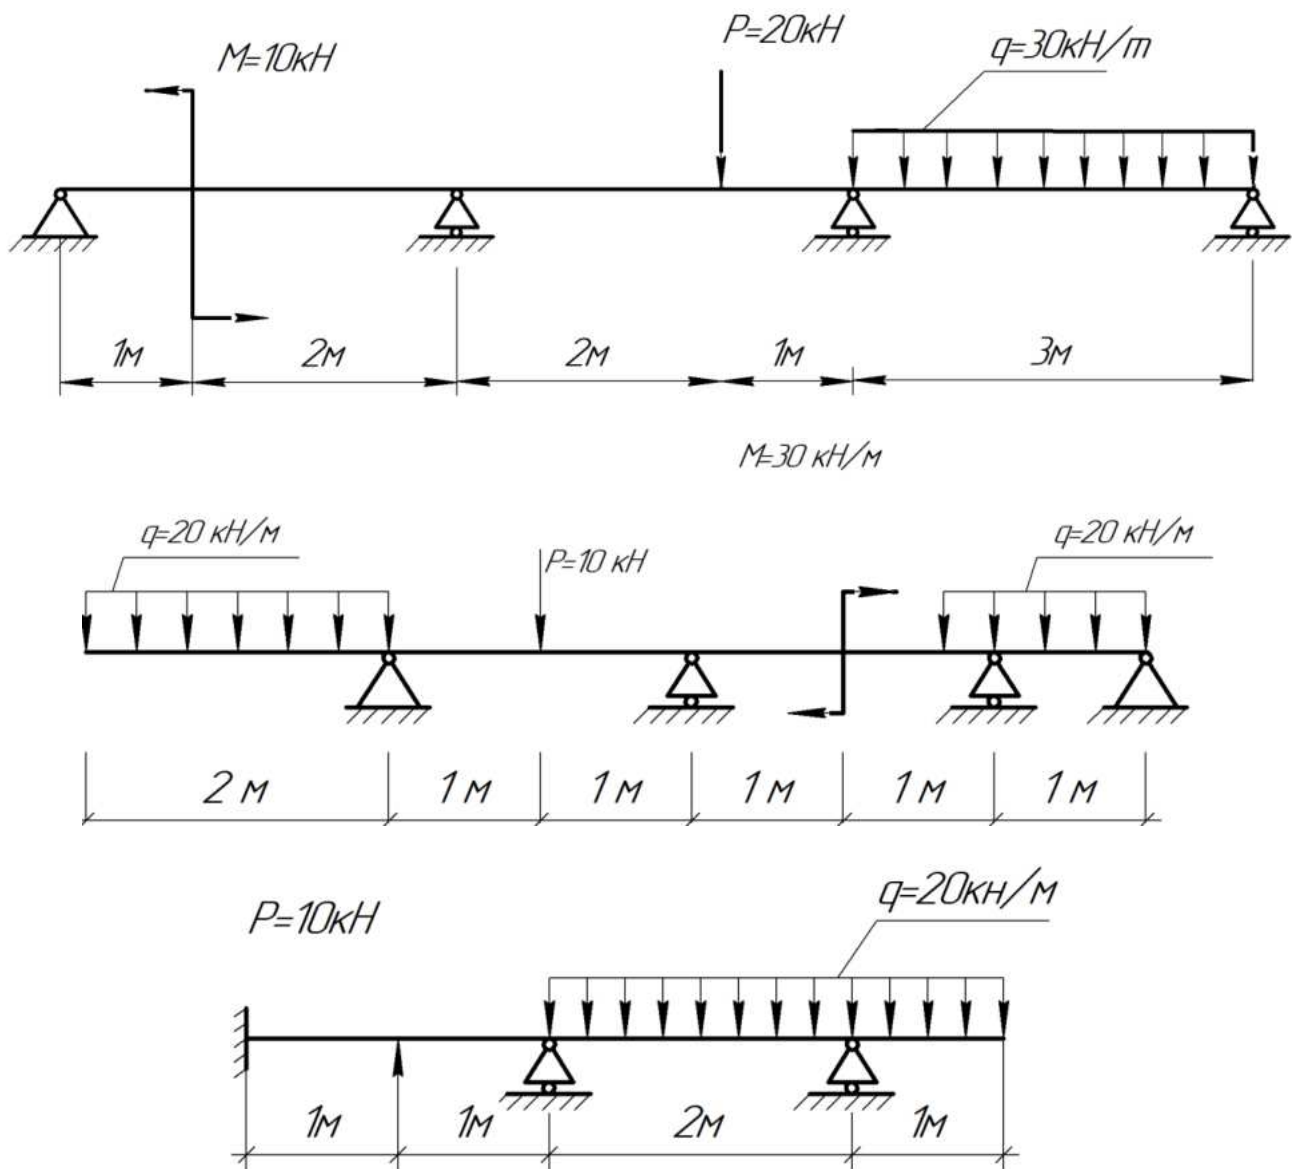 M=10кН
P=20кН
q=30кН/m
1м
2м
2м
1м
3м
M=30 кН/м
q=20 кН/м
P=10 кН
q=20 кН/м
2 м
1 м
1 м
1 м
1 м
1 м
P=10кН
q=20кн/м
1м
1м
2м
1м